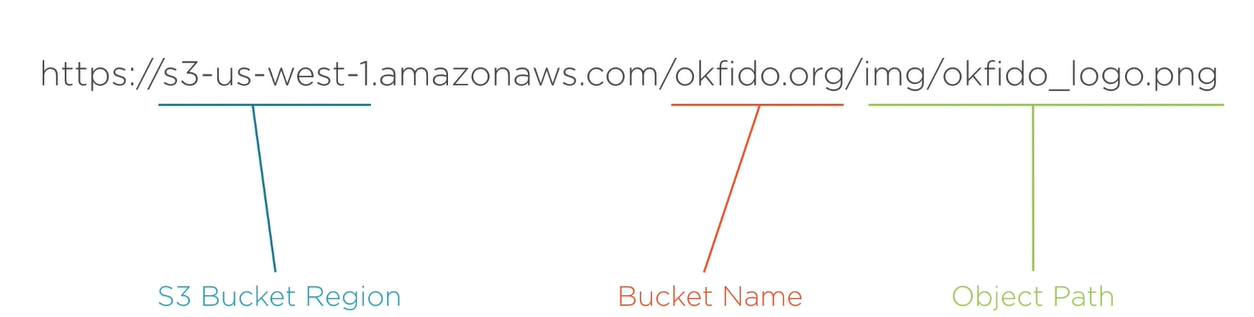 https://s3-us-west-1.amazonaws.com/okfido.org/img/okfido_logo.png
S3 Bucket Region
Bucket Name
Object Path